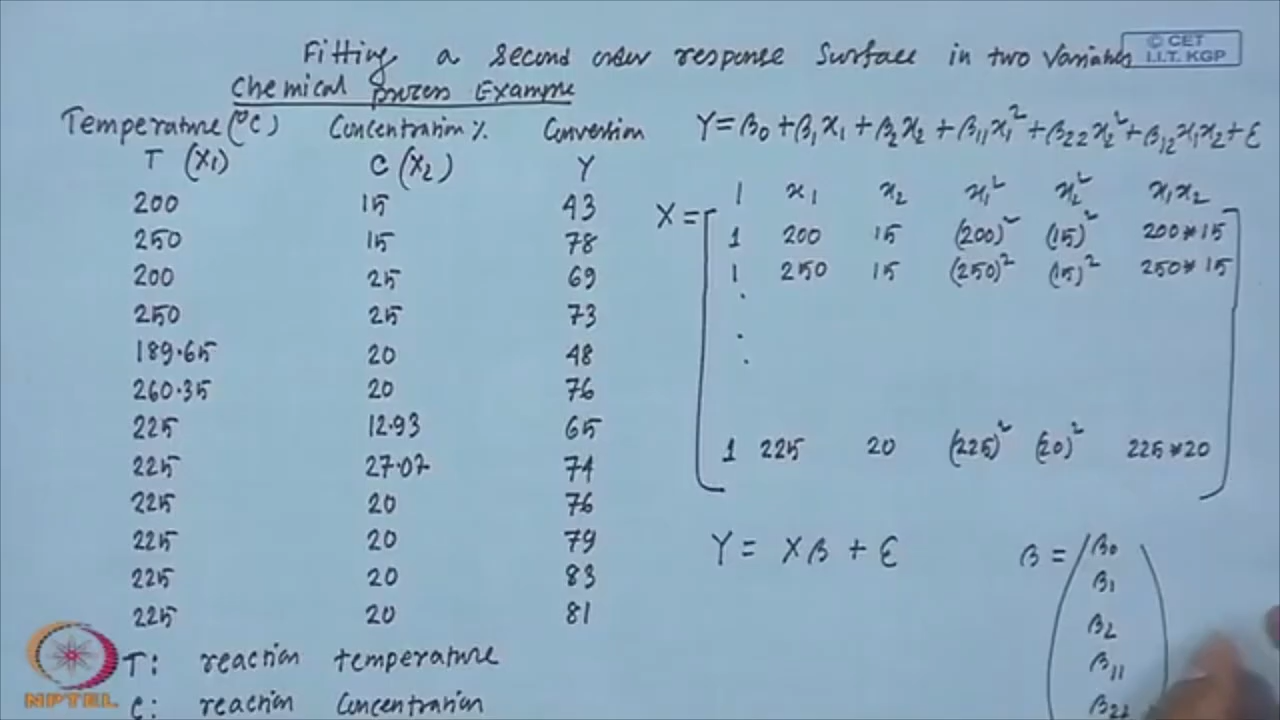 Fitting a second order response surface in two variables
© CET
I.I.T. KGP
Chemical process Example
Temperature (°C) Concentration % Conversion
T (X1) C (X2) Y
200 15 43
250 15 78
200 25 69
250 25 73
189.65 20 48
260.35 20 76
225 12.93 65
225 27.07 74
225 20 76
225 20 79
225 20 83
225 20 81
T: reaction temperature
C: reaction concentration
Y = β0 + β1x1 + β2x2 + β11x1² + β22x2² + β12x1x2 + ε
1 x1 x2 x1² x2² x1x2
X =
1 200 15 (200)² (15)² 200*15
1 250 15 (250)² (15)² 250*15
.
.
.
1 225 20 (225)² (20)² 225*20
Y = Xβ + ε
β = β0
β1
β2
β11
β22
NPTEL